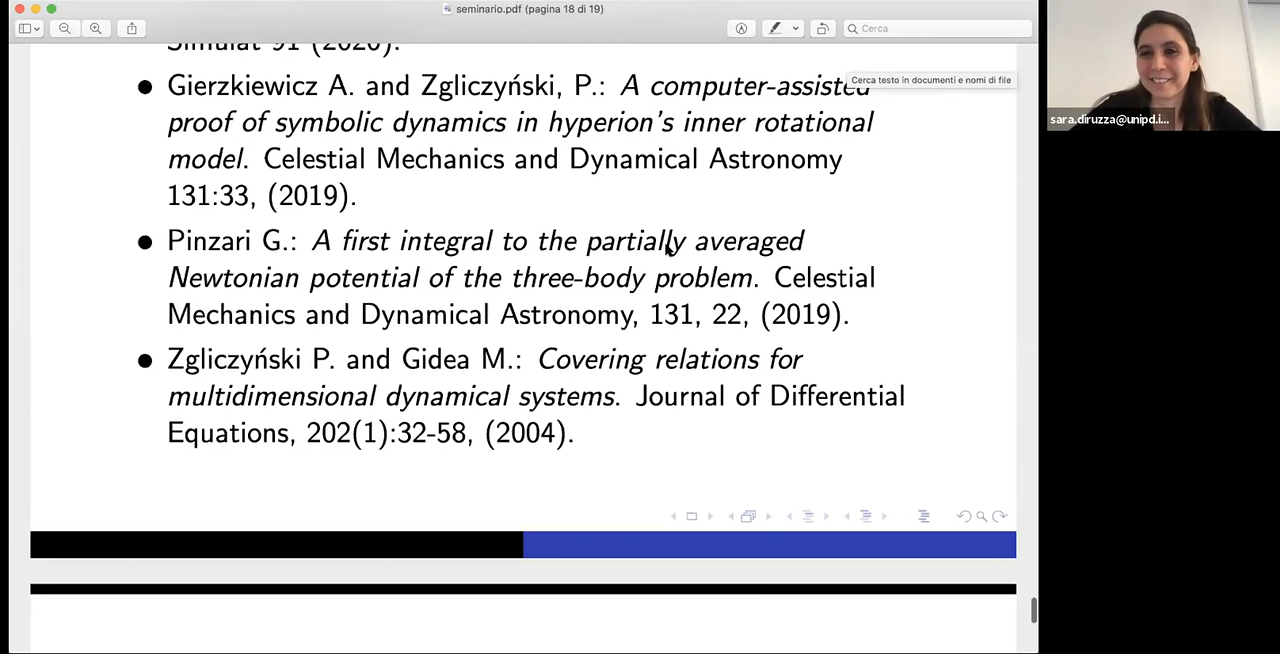 seminario.pdf (pagina 18 di 19)
Cerca
Cerca testo in documenti e nomi di file
sara.diruzza@unipd.i...
Simulat 91 (2020).
● Gierzkiewicz A. and Zgliczyński, P.: A computer-assisted
proof of symbolic dynamics in hyperion's inner rotational
model. Celestial Mechanics and Dynamical Astronomy
131:33, (2019).
● Pinzari G.: A first integral to the partially averaged
Newtonian potential of the three-body problem. Celestial
Mechanics and Dynamical Astronomy, 131, 22, (2019).
● Zgliczyński P. and Gidea M.: Covering relations for
multidimensional dynamical systems. Journal of Differential
Equations, 202(1):32-58, (2004).